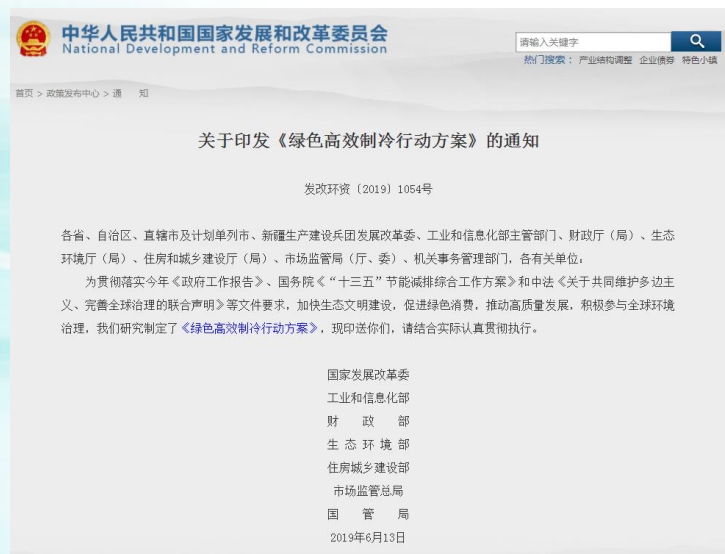 中华人民共和国国家发展和改革委员会
National Development and Reform Commission
请输入关键字
热门搜索： 产业结构调整 企业债券 特色小镇
首页 > 政策发布中心 > 通 知
关于印发《绿色高效制冷行动方案》的通知
发改环资〔2019〕1054号
各省、自治区、直辖市及计划单列市、新疆生产建设兵团发展改革委、工业和信息化部主管部门、财政厅（局）、生态
环境厅（局）、住房和城乡建设厅（局）、市场监管局（厅、委）、机关事务管理部门，各有关单位：
为贯彻落实今年《政府工作报告》、国务院《“十三五”节能减排综合工作方案》和中法《关于共同维护多边主
义、完善全球治理的联合声明》等文件要求，加快生态文明建设，促进绿色消费，推动高质量发展，积极参与全球环境
治理，我们研究制定了《绿色高效制冷行动方案》，现印送你们，请结合实际认真贯彻执行。
国家发展改革委
工业和信息化部
财 政 部
生 态 环 境 部
住房城乡建设部
市场监管总局
国 管 局
2019年6月13日